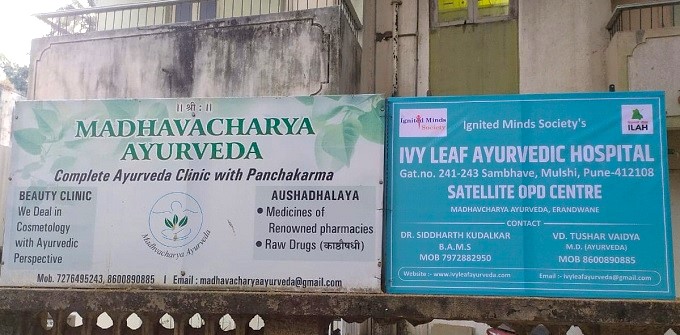 ॥ श्री : ॥
MADHAVACHARYA
AYURVEDA
Complete Ayurveda Clinic with Panchakarma
BEAUTY CLINIC
We Deal in
Cosmetology
with Ayurvedic
Perspective
Madhavcharya Ayurveda
AUSHADHALAYA
• Medicines of
Renowned pharmacies
• Raw Drugs (काष्ठौषधी)
Mob. 7276495243, 8600890885 | Email : madhavacharyaayurveda@gmail.com
Ignited Minds
Society
Ignited Minds Society's
ILAH
IVY LEAF AYURVEDIC HOSPITAL
Gat.no. 241-243 Sambhave, Mulshi, Pune-412108
SATELLITE OPD CENTRE
MADHAVCHARYA AYURVEDA, ERANDWANE
CONTACT
DR. SIDDHARTH KUDALKAR
B.A.M.S
MOB 7972882950
VD. TUSHAR VAIDYA
M.D. (AYURVEDA)
MOB 8600890885
Website :- www.ivyleafayurveda.com
Email :- ivyleafayurveda@gmail.com